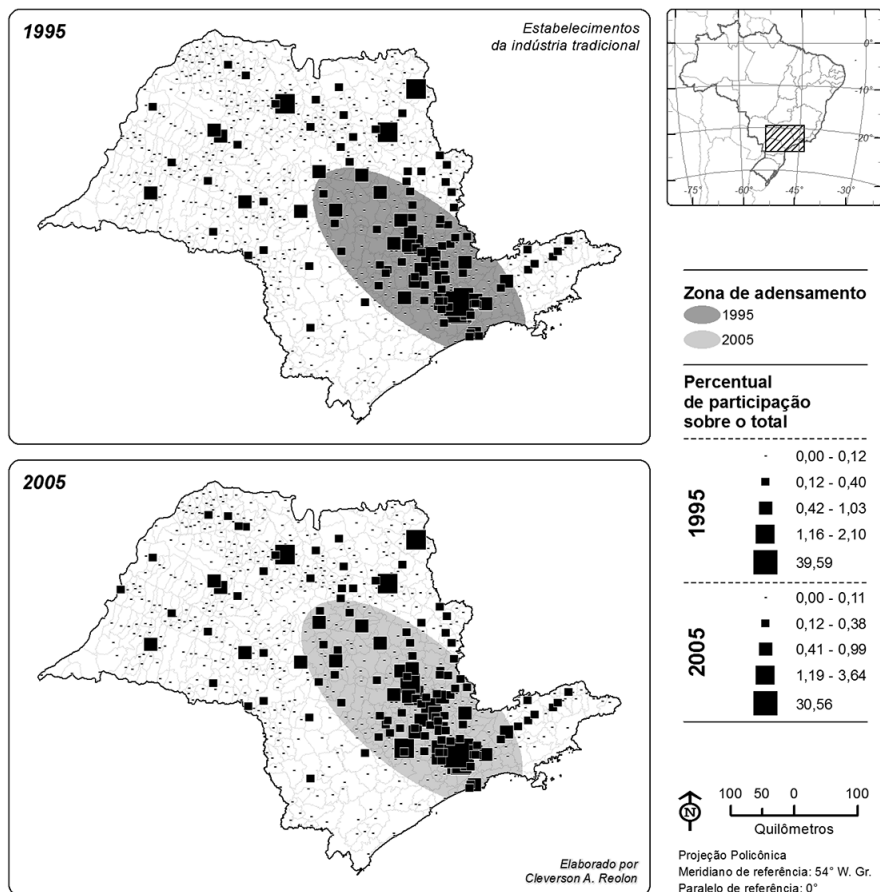 1995
Estabelecimentos
da indústria tradicional
2005
Elaborado por
Cleverson A. Reolon
0°
-10°
-20°
-75°
-60°
-45°
-30°
Zona de adensamento
1995
2005
Percentual
de participação
sobre o total
1995
0,00 - 0,12
0,12 - 0,40
0,42 - 1,03
1,16 - 2,10
39,59
2005
0,00 - 0,11
0,12 - 0,38
0,41 - 0,99
1,19 - 3,64
30,56
N
100 50 0 100
Quilômetros
Projeção Policônica
Meridiano de referência: 54° W. Gr.
Paralelo de referência: 0°